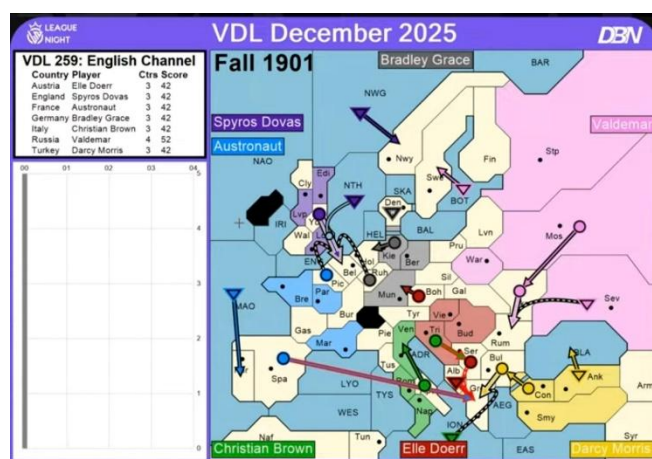 LEAGUE NIGHT
VDL December 2025
DBN
VDL 259: English Channel
Country Player Ctrs Score
Austria Elle Doerr 3 42
England Spyros Dovas 3 42
France Austronaut 3 42
Germany Bradley Grace 3 42
Italy Christian Brown 3 42
Russia Valdemar 4 52
Turkey Darcy Morris 3 42
Fall 1901
Bradley Grace
BAR
NWG
Spyros Dovas
Valdemar
Austronaut
NAO
Nwy
Swe
Fin
Stp
Cly
Edi
NTH
SKA
Den
BOT
Lvp
Yor
IRI
Wal
HEL
BAL
Lvn
Mos
Kie
Ber
Pru
War
Bel
Hol
Ruh
Pic
Sil
Mun
Boh
Gal
Sev
MAO
Bre
Par
Bur
Tyr
Vie
Bud
Rum
Gas
Mar
Pie
Ven
Tri
Ser
Bul
BLA
Tus
ADR
Alb
Con
Ank
Arm
Spa
LYO
TYS
Nap
AEG
Smy
WES
ION
EAS
Syr
Naf
Tun
Christian Brown
Elle Doerr
Darcy Morris
00 01 02 03 04
5
4
3
2
1
0